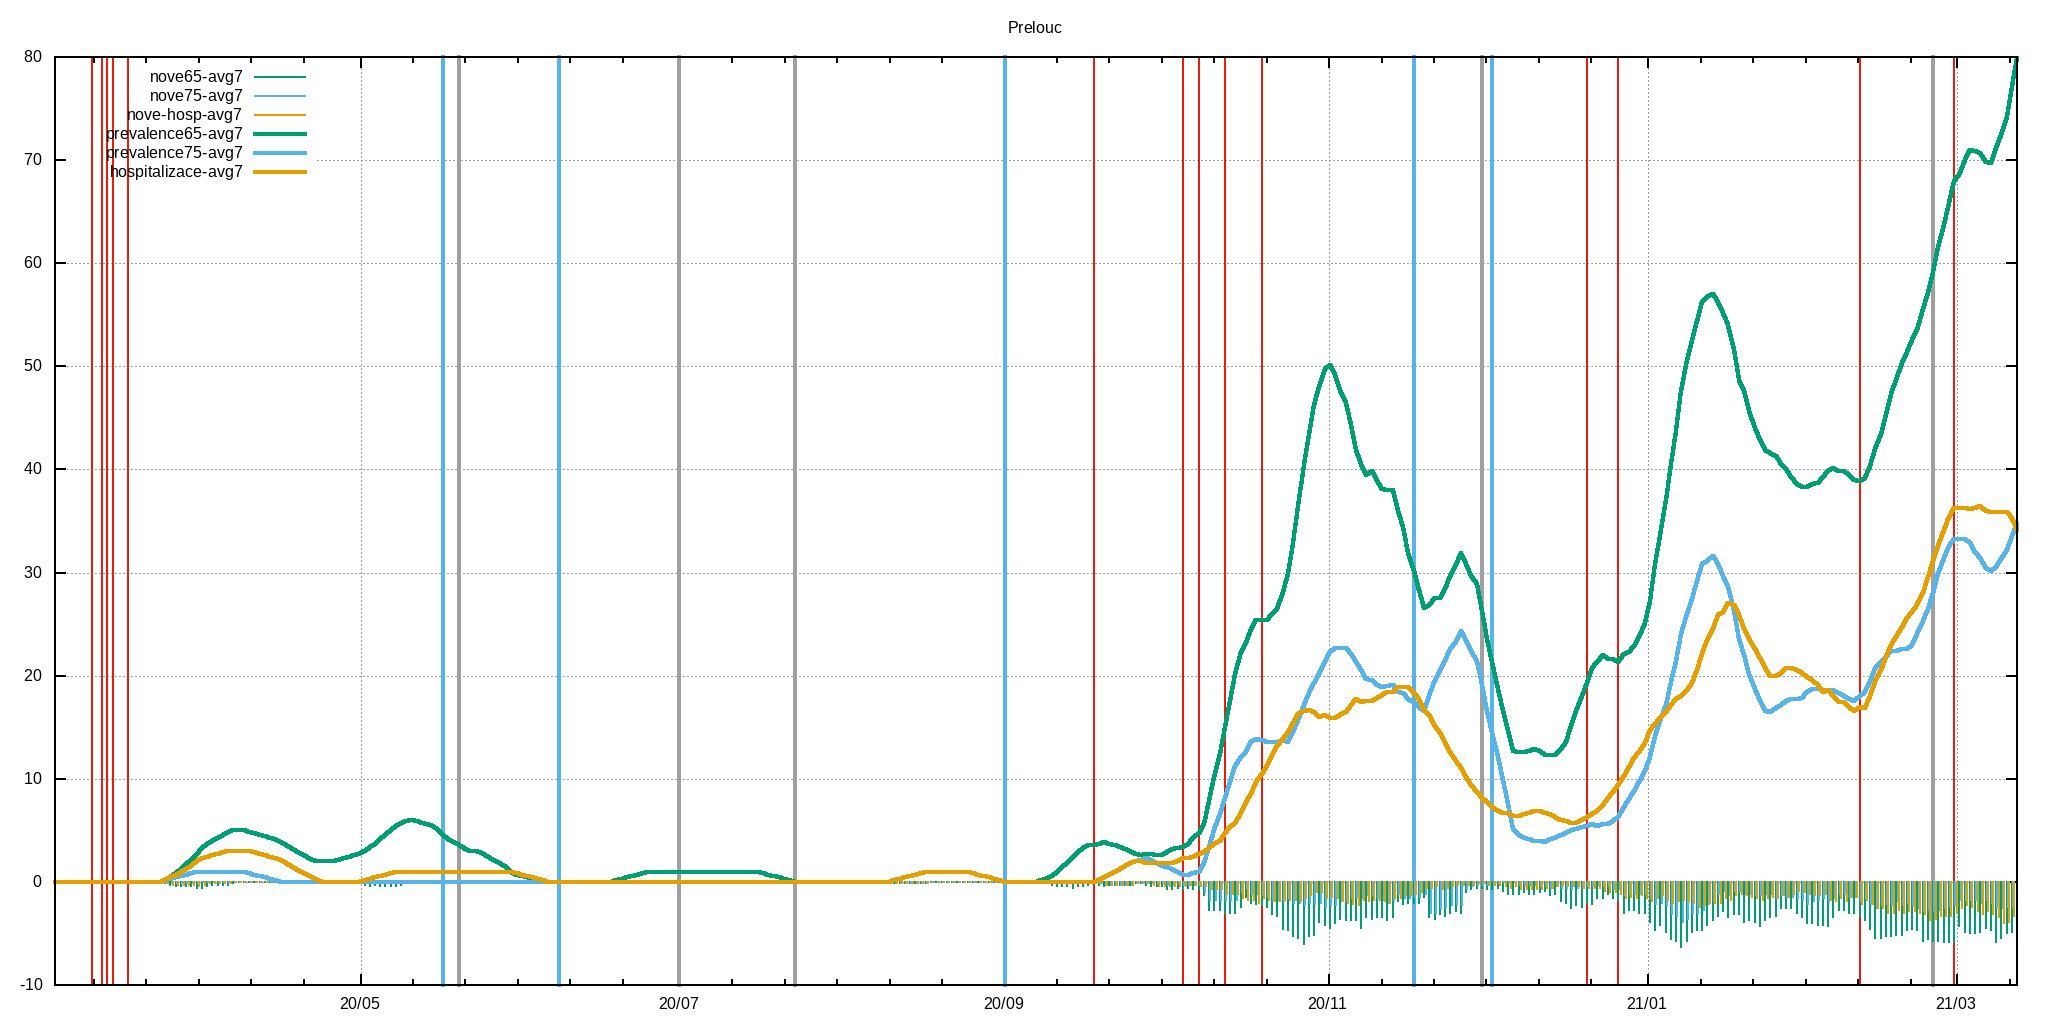 Prelouc
80
70
60
50
40
30
20
10
0
-10
nove65-avg7
nove75-avg7
nove-hosp-avg7
prevalence65-avg7
prevalence75-avg7
hospitalizace-avg7
20/05
20/07
20/09
20/11
21/01
21/03